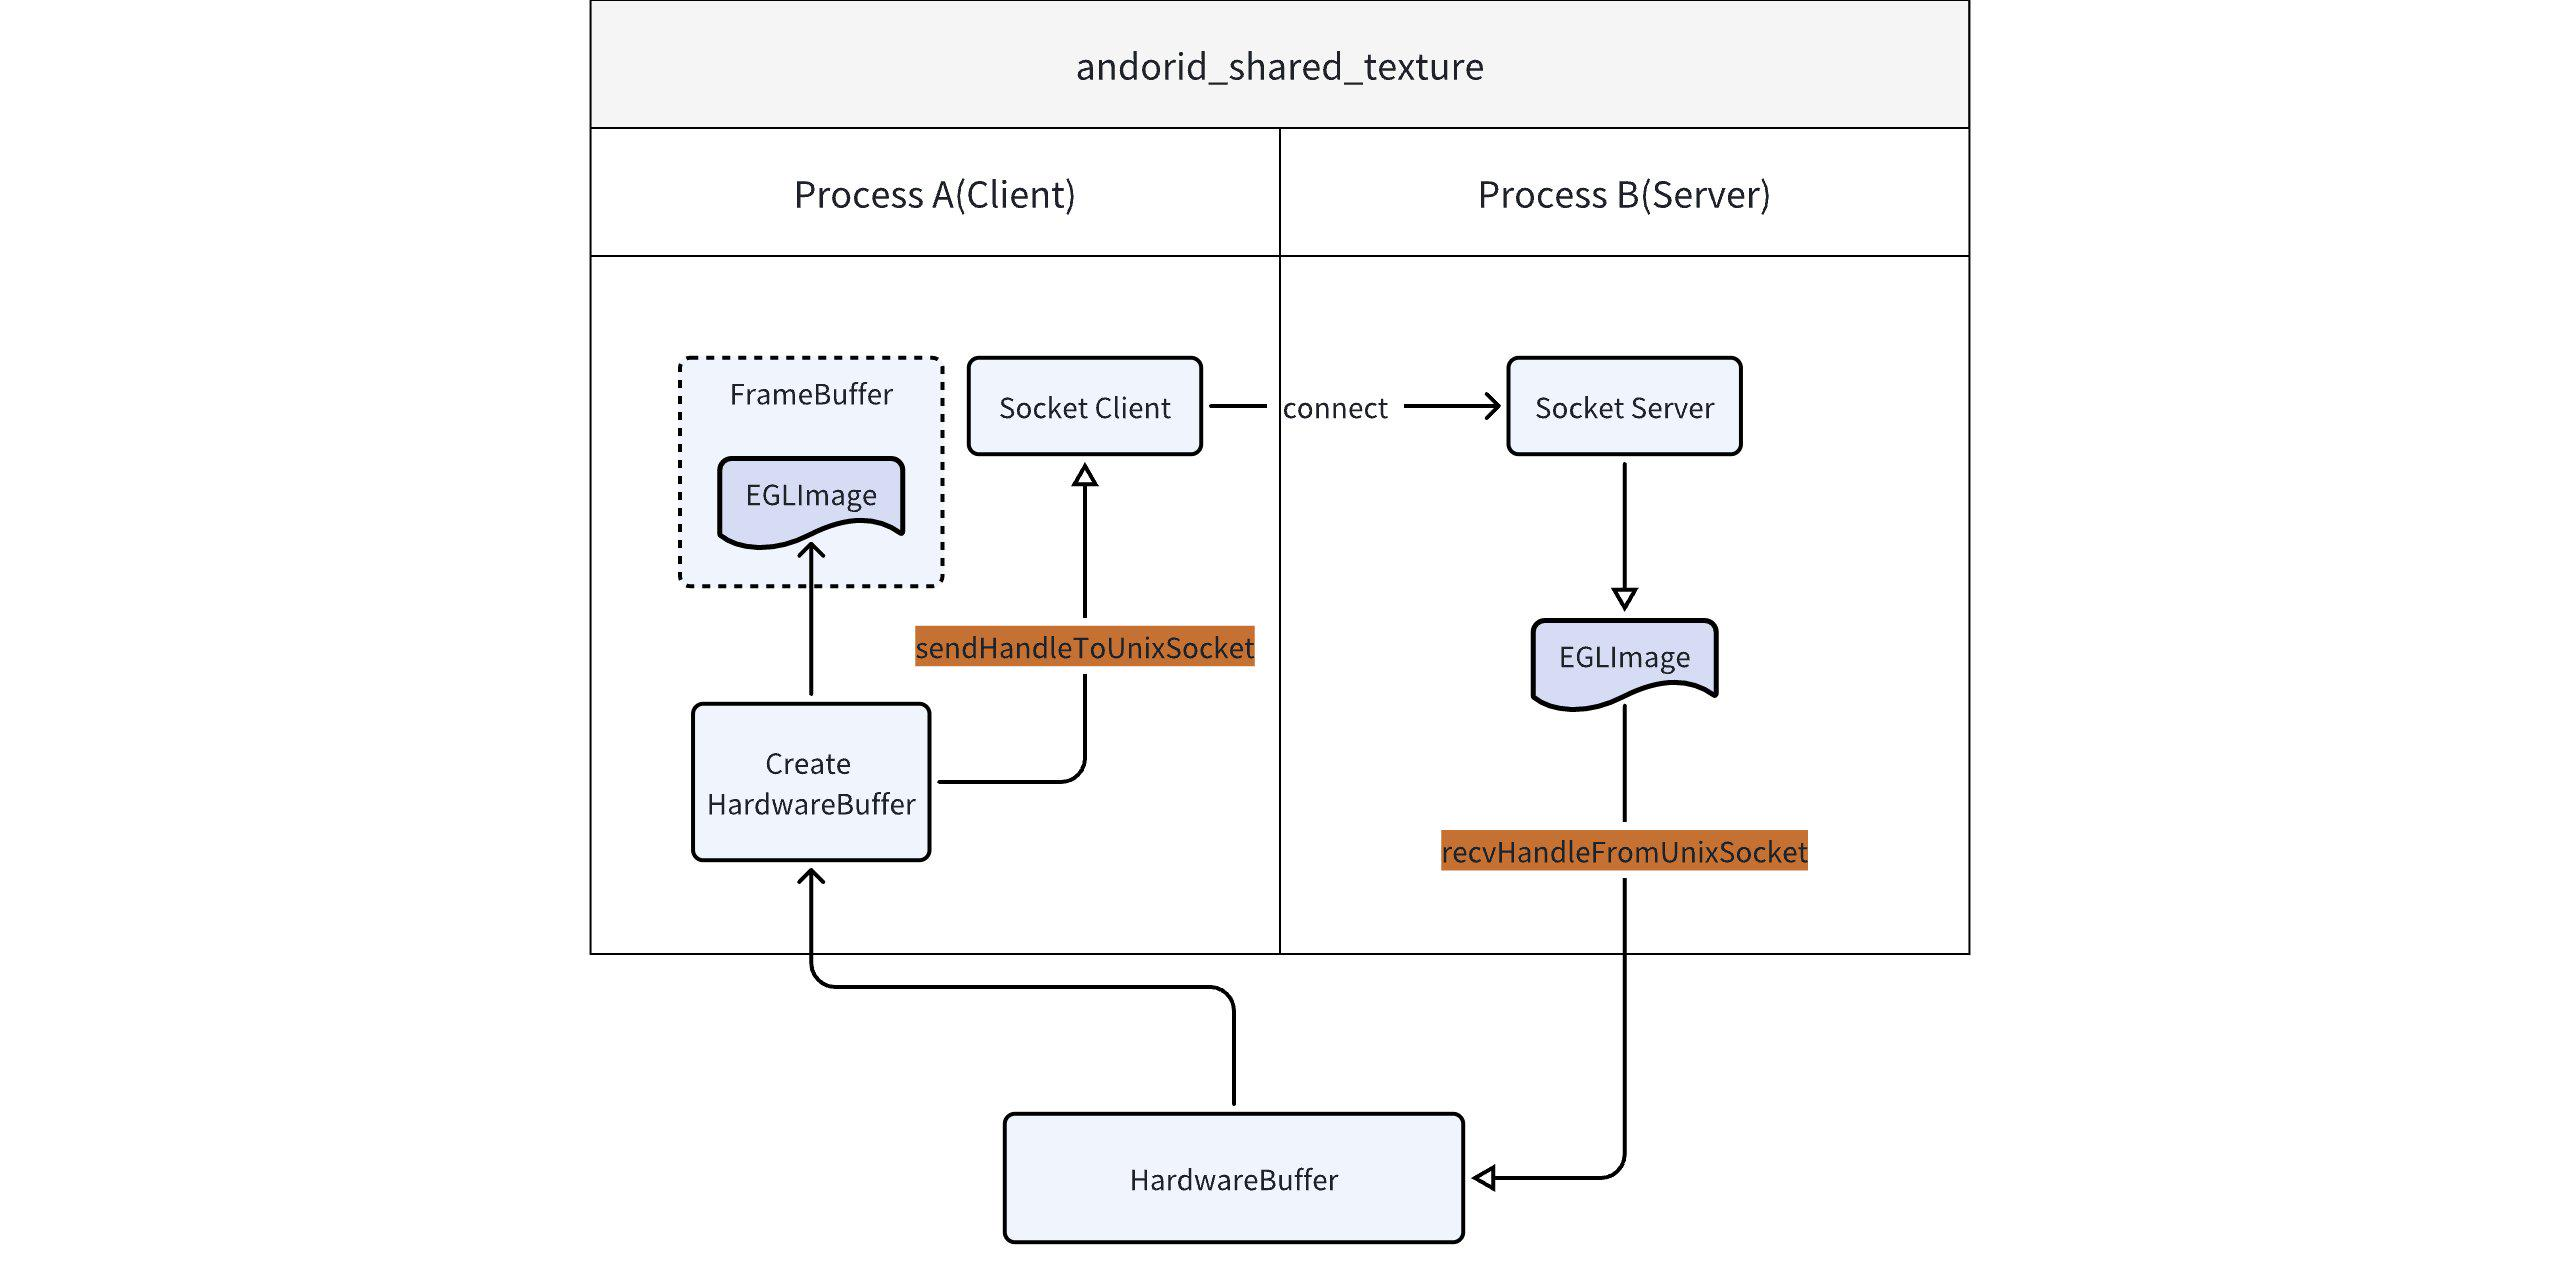 andorid_shared_texture
Process A(Client)
Process B(Server)
FrameBuffer
EGLImage
Socket Client
connect
Socket Server
sendHandleToUnixSocket
EGLImage
Create
HardwareBuffer
recvHandleFromUnixSocket
HardwareBuffer